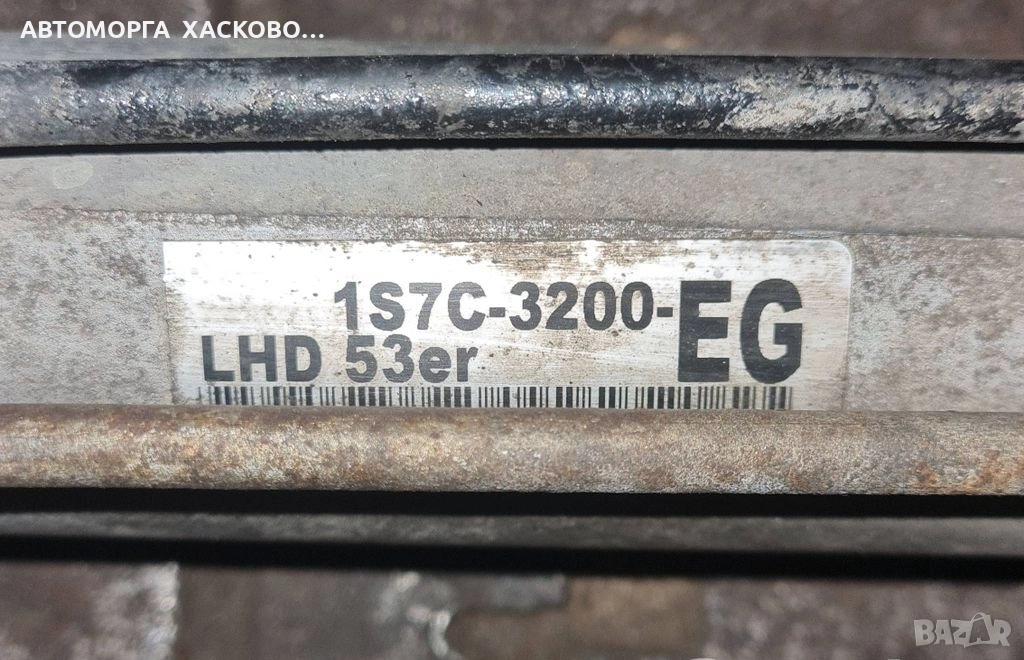 АВТОМОРГА ХАСКОВО...
1S7C-3200-EG
LHD 53er
BAZAR